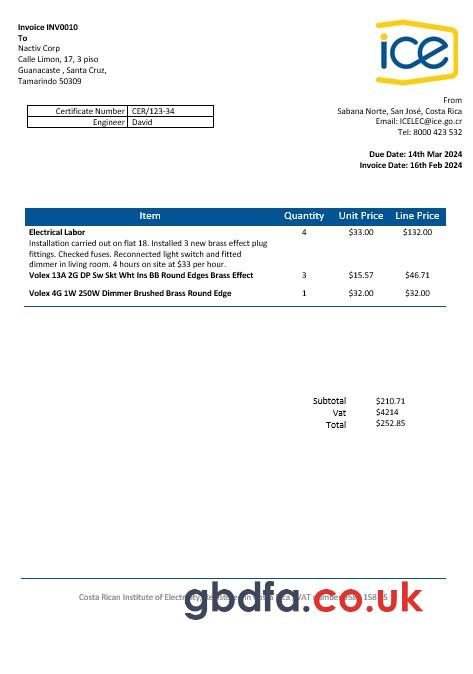 Invoice INV0010
To
Nactiv Corp
Calle Limon, 17, 3 piso
Guanacaste , Santa Cruz,
Tamarindo 50309
ice
Certificate Number CER/123-34
Engineer David
From
Sabana Norte, San José, Costa Rica
Email: ICELEC@ice.go.cr
Tel: 8000 423 532
Due Date: 14th Mar 2024
Invoice Date: 16th Feb 2024
Item Quantity Unit Price Line Price
Electrical Labor 4 $33.00 $132.00
Installation carried out on flat 18. Installed 3 new brass effect plug
fittings. Checked fuses. Reconnected light switch and fitted
dimmer in living room. 4 hours on site at $33 per hour.
Volex 13A 2G DP Sw Skt Wht Ins BB Round Edges Brass Effect 3 $15.57 $46.71
Volex 4G 1W 250W Dimmer Brushed Brass Round Edge 1 $32.00 $32.00
Subtotal $210.71
Vat $4214
Total $252.85
Costa Rican Institute of
gbdfa.co.uk